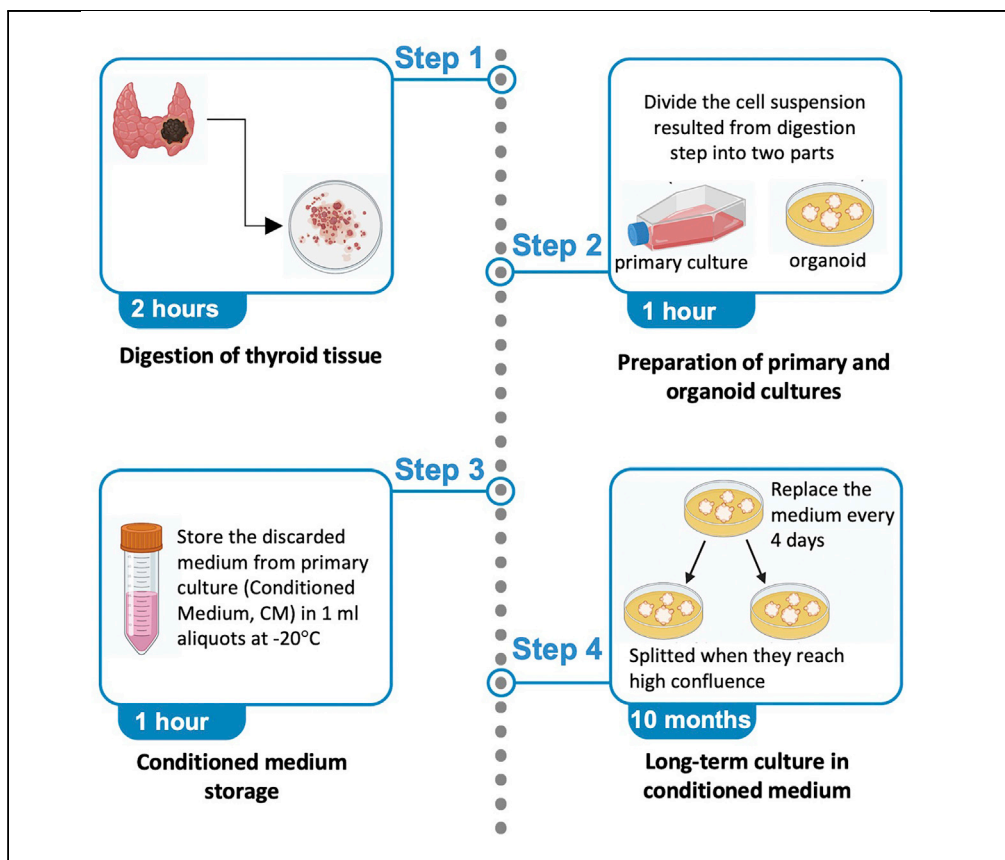 Step 1
2 hours
Digestion of thyroid tissue
Divide the cell suspension
resulted from digestion
step into two parts
primary culture
organoid
Step 2
1 hour
Preparation of primary and
organoid cultures
Step 3
Store the discarded
medium from primary
culture (Conditioned
Medium, CM) in 1 ml
aliquots at -20°C
1 hour
Conditioned medium
storage
Replace the
medium every
4 days
Step 4
Splitted when they reach
high confluence
10 months
Long-term culture in
conditioned medium